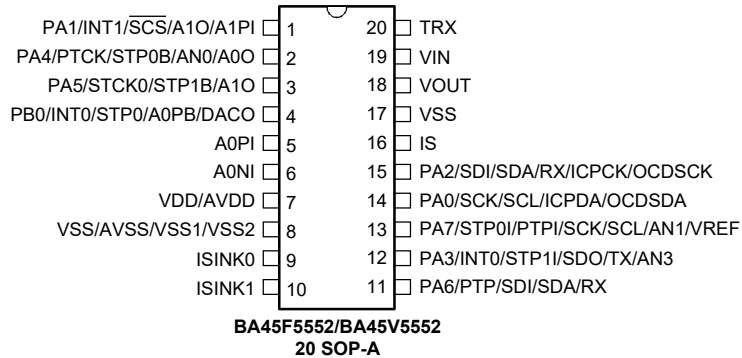 PA1/INT1/SCS/A1O/A1PI 1 20 TRX
PA4/PTCK/STP0B/AN0/A0O 2 19 VIN
PA5/STCK0/STP1B/A1O 3 18 VOUT
PB0/INT0/STP0/A0PB/DACO 4 17 VSS
A0PI 5 16 IS
A0NI 6 15 PA2/SDI/SDA/RX/ICPCK/OCDSCK
VDD/AVDD 7 14 PA0/SCK/SCL/ICPDA/OCDSDA
VSS/AVSS/VSS1/VSS2 8 13 PA7/STP0I/PTPI/SCK/SCL/AN1/VREF
ISINK0 9 12 PA3/INT0/STP1I/SDO/TX/AN3
ISINK1 10 11 PA6/PTP/SDI/SDA/RX
BA45F5552/BA45V5552
20 SOP-A